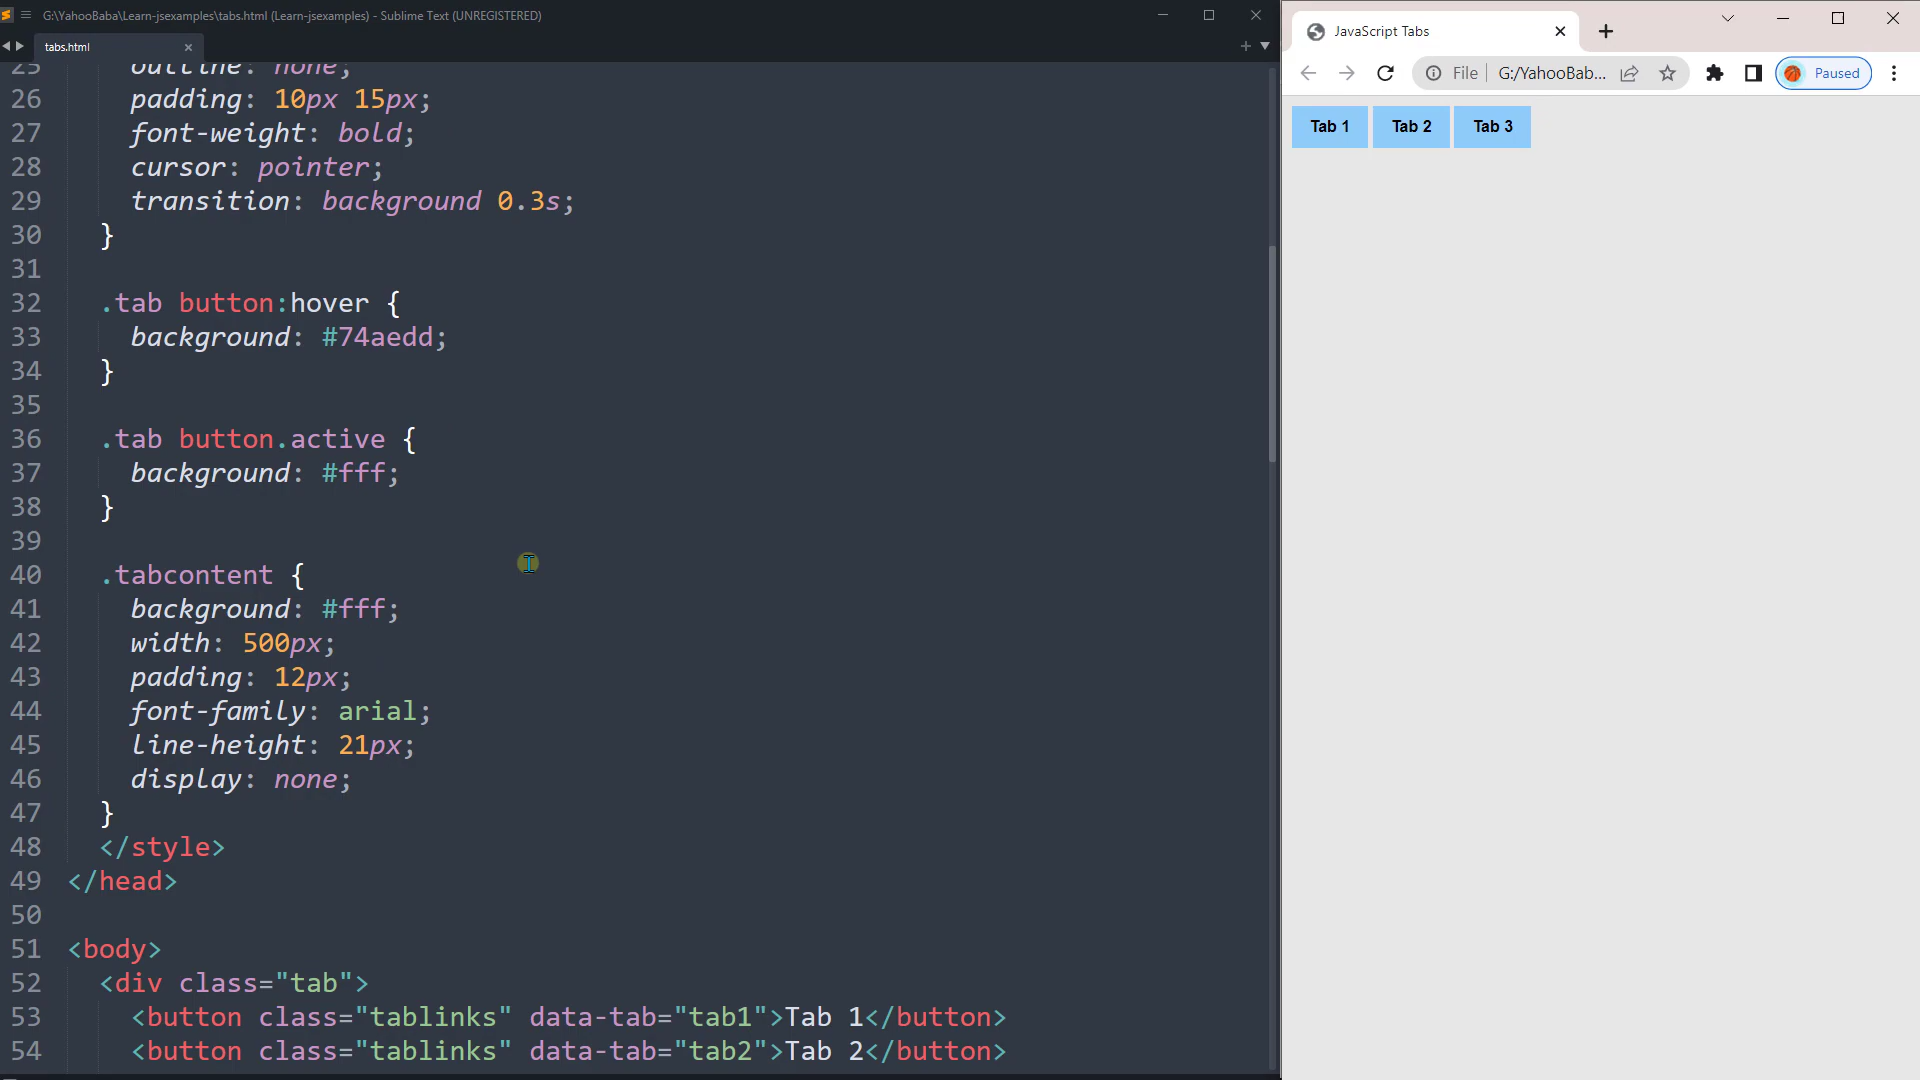 G:\YahooBaba\Learn-jsexamples\tabs.html (Learn-jsexamples) - Sublime Text (UNREGISTERED)
tabs.html
25 outline: none;
26 padding: 10px 15px;
27 font-weight: bold;
28 cursor: pointer;
29 transition: background 0.3s;
30 }
31
32 .tab button:hover {
33 background: #74aedd;
34 }
35
36 .tab button.active {
37 background: #fff;
38 }
39
40 .tabcontent {
41 background: #fff;
42 width: 500px;
43 padding: 12px;
44 font-family: arial;
45 line-height: 21px;
46 display: none;
47 }
48 </style>
49 </head>
50
51 <body>
52 <div class="tab">
53 <button class="tablinks" data-tab="tab1">Tab 1</button>
54 <button class="tablinks" data-tab="tab2">Tab 2</button>
JavaScript Tabs
File G:/YahooBab... Paused
Tab 1 Tab 2 Tab 3